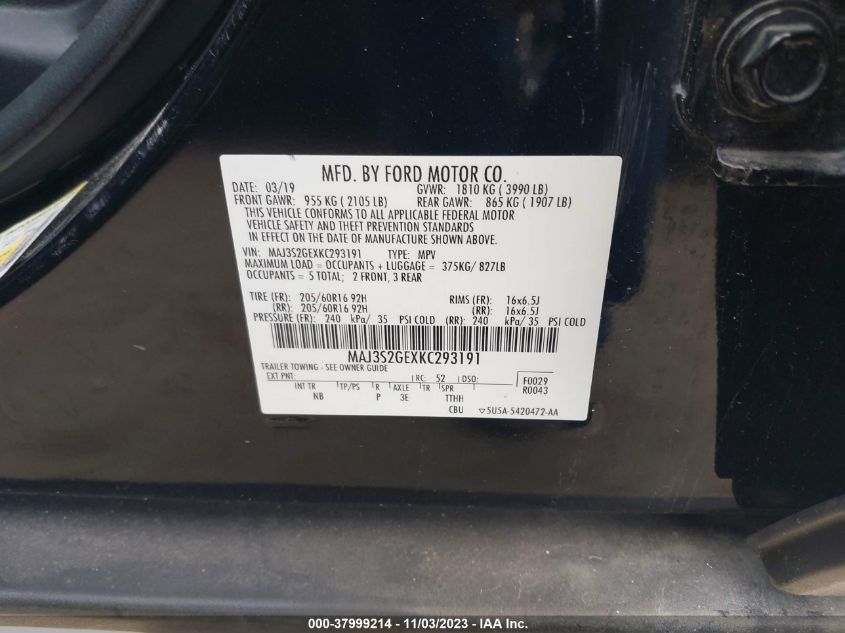 MFD. BY FORD MOTOR CO.
DATE: 03/19 GVWR: 1810 KG ( 3990 LB)
FRONT GAWR: 955 KG ( 2105 LB) REAR GAWR: 865 KG ( 1907 LB)
THIS VEHICLE CONFORMS TO ALL APPLICABLE FEDERAL MOTOR
VEHICLE SAFETY AND THEFT PREVENTION STANDARDS
IN EFFECT ON THE DATE OF MANUFACTURE SHOWN ABOVE.
VIN: MAJ3S2GEXKC293191 TYPE: MPV
MAXIMUM LOAD = OCCUPANTS + LUGGAGE = 375KG/ 827LB
OCCUPANTS = 5 TOTAL; 2 FRONT, 3 REAR
TIRE (FR): 205/60R16 92H RIMS (FR): 16x6.5J
(RR): 205/60R16 92H (RR): 16x6.5J
PRESSURE (FR): 240 kPa/ 35 PSI COLD (RR): 240 kPa/ 35 PSI COLD
MAJ3S2GEXKC293191
TRAILER TOWING - SEE OWNER GUIDE
EXT PNT: RC: 52 DSO: F0029
INT TR TP/PS R AXLE TR SPR R0043
NB P 3E TTHH
CBU 5U5A-5420472-AA
000-37999214 - 11/03/2023 - IAA Inc.